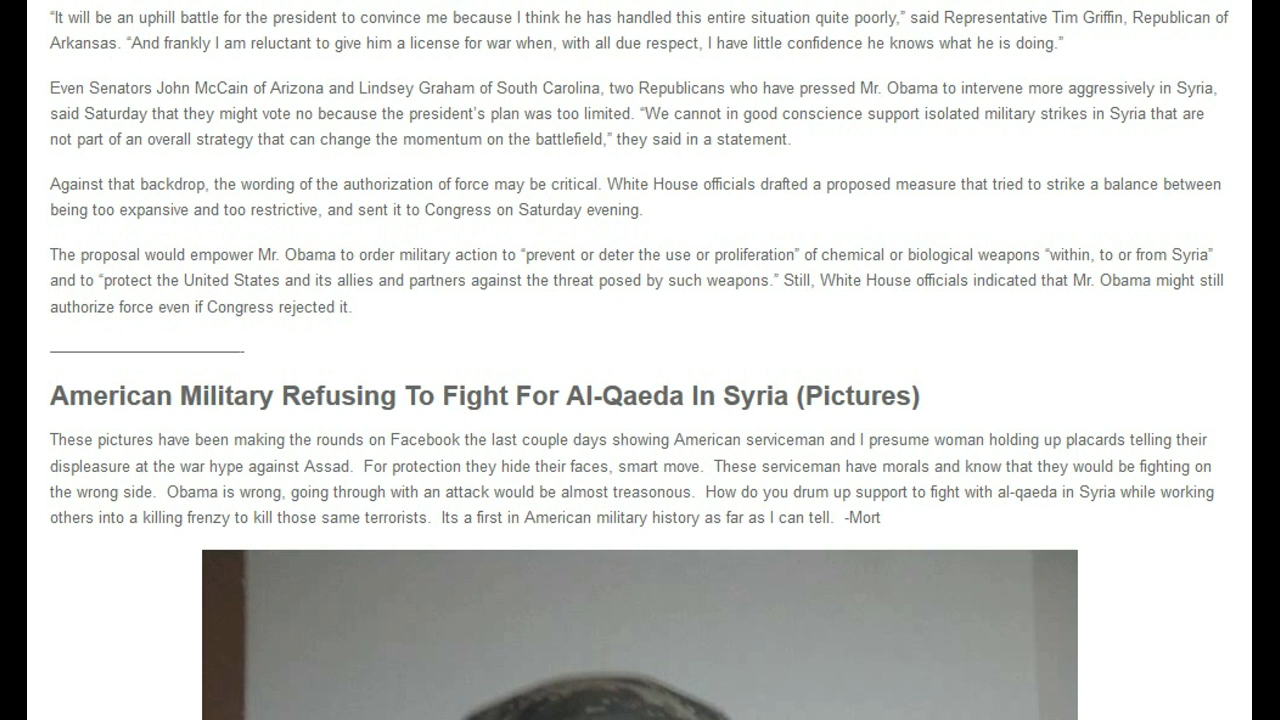 “It will be an uphill battle for the president to convince me because I think he has handled this entire situation quite poorly,” said Representative Tim Griffin, Republican of
Arkansas. “And frankly I am reluctant to give him a license for war when, with all due respect, I have little confidence he knows what he is doing.”
Even Senators John McCain of Arizona and Lindsey Graham of South Carolina, two Republicans who have pressed Mr. Obama to intervene more aggressively in Syria,
said Saturday that they might vote no because the president’s plan was too limited. “We cannot in good conscience support isolated military strikes in Syria that are
not part of an overall strategy that can change the momentum on the battlefield,” they said in a statement.
Against that backdrop, the wording of the authorization of force may be critical. White House officials drafted a proposed measure that tried to strike a balance between
being too expansive and too restrictive, and sent it to Congress on Saturday evening.
The proposal would empower Mr. Obama to order military action to “prevent or deter the use or proliferation” of chemical or biological weapons “within, to or from Syria”
and to “protect the United States and its allies and partners against the threat posed by such weapons.” Still, White House officials indicated that Mr. Obama might still
authorize force even if Congress rejected it.
American Military Refusing To Fight For Al-Qaeda In Syria (Pictures)
These pictures have been making the rounds on Facebook the last couple days showing American serviceman and I presume woman holding up placards telling their
displeasure at the war hype against Assad.  For protection they hide their faces, smart move.  These serviceman have morals and know that they would be fighting on
the wrong side.  Obama is wrong, going through with an attack would be almost treasonous.  How do you drum up support to fight with al-qaeda in Syria while working
others into a killing frenzy to kill those same terrorists.  Its a first in American military history as far as I can tell.  -Mort